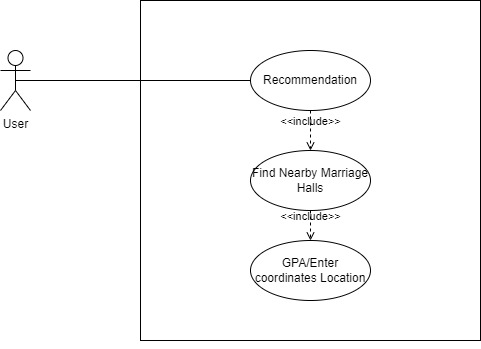 Recommendation
User
<<include>>
Find Nearby Marriage
Halls
<<include>>
GPA/Enter
coordinates Location